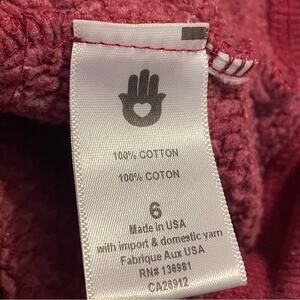 100% COTTON
100% COTON
6
Made in USA
with import & domestic yarn
Fabrique Aux USA
RN# 136981
CA28912